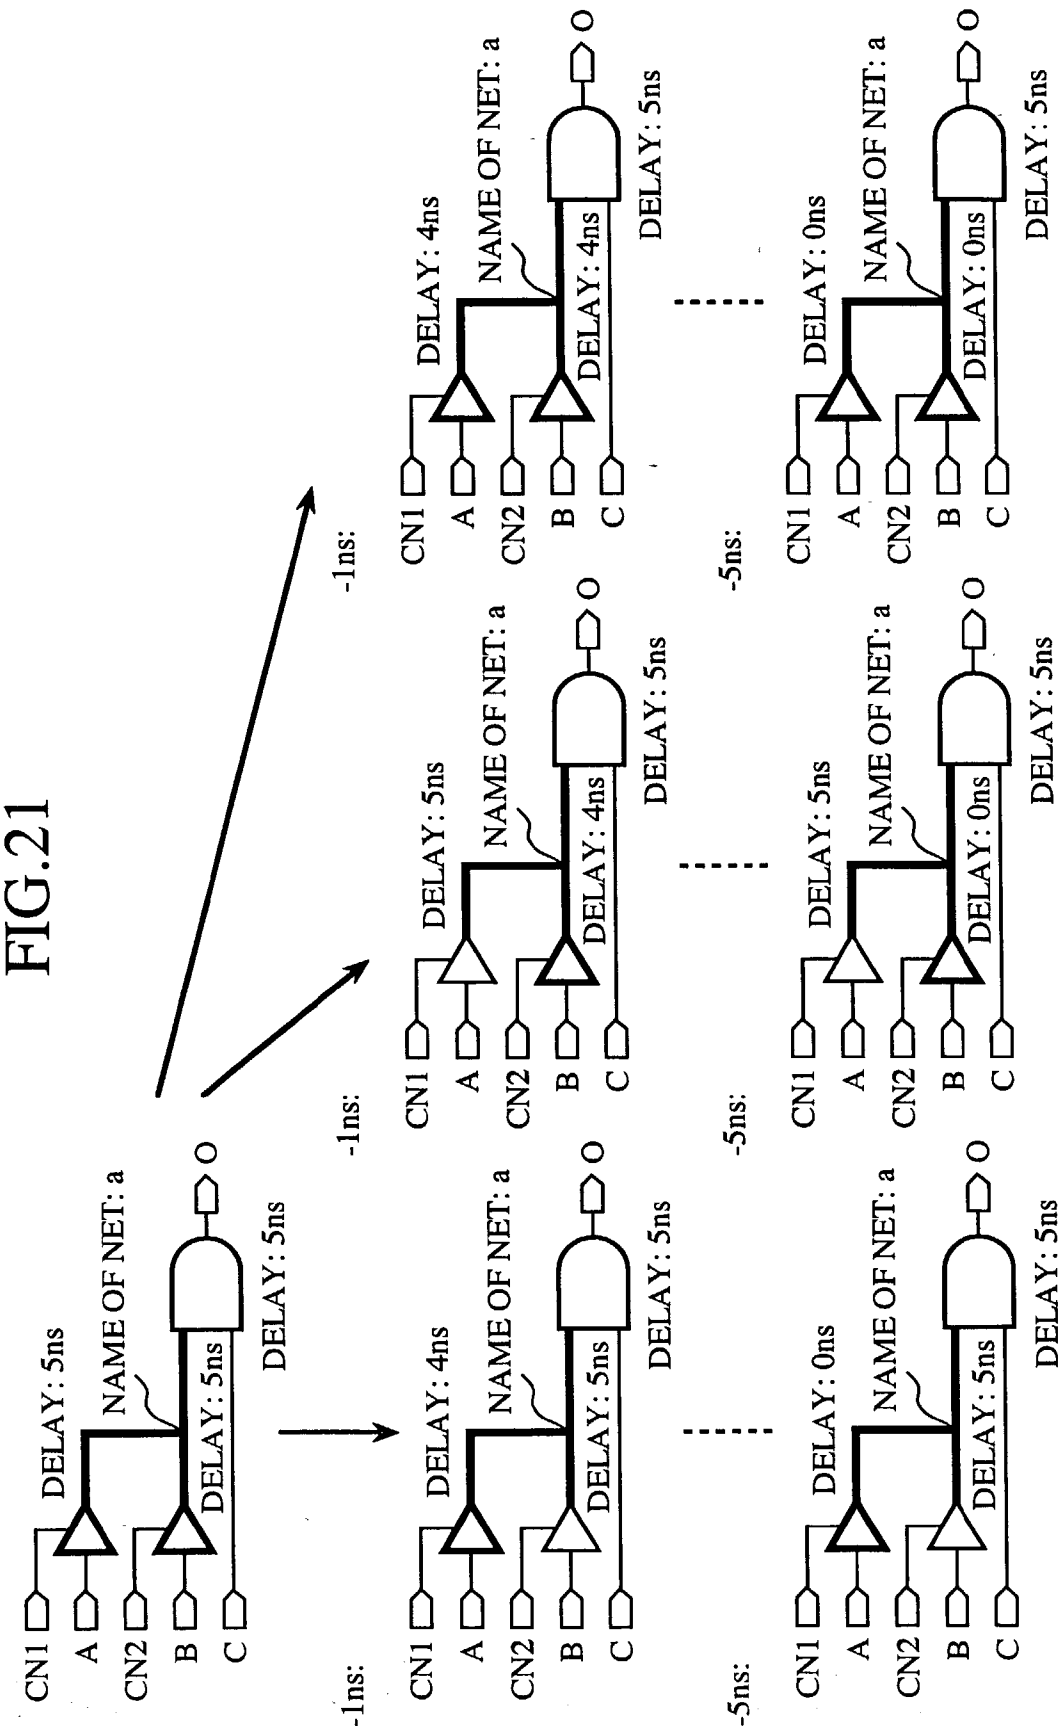 FIG.21
CN1
A
CN2
B
C
DELAY: 5ns
NAME OF NET: a
DELAY: 5ns
DELAY: 5ns
O
-1ns:
CN1
A
CN2
B
C
DELAY: 4ns
NAME OF NET: a
DELAY: 5ns
DELAY: 5ns
O
-1ns:
CN1
A
CN2
B
C
DELAY: 5ns
NAME OF NET: a
DELAY: 4ns
DELAY: 5ns
O
-1ns:
CN1
A
CN2
B
C
DELAY: 4ns
NAME OF NET: a
DELAY: 4ns
DELAY: 5ns
O
-5ns:
CN1
A
CN2
B
C
DELAY: 0ns
NAME OF NET: a
DELAY: 5ns
DELAY: 5ns
O
-5ns:
CN1
A
CN2
B
C
DELAY: 5ns
NAME OF NET: a
DELAY: 0ns
DELAY: 5ns
O
-5ns:
CN1
A
CN2
B
C
DELAY: 0ns
NAME OF NET: a
DELAY: 0ns
DELAY: 5ns
O